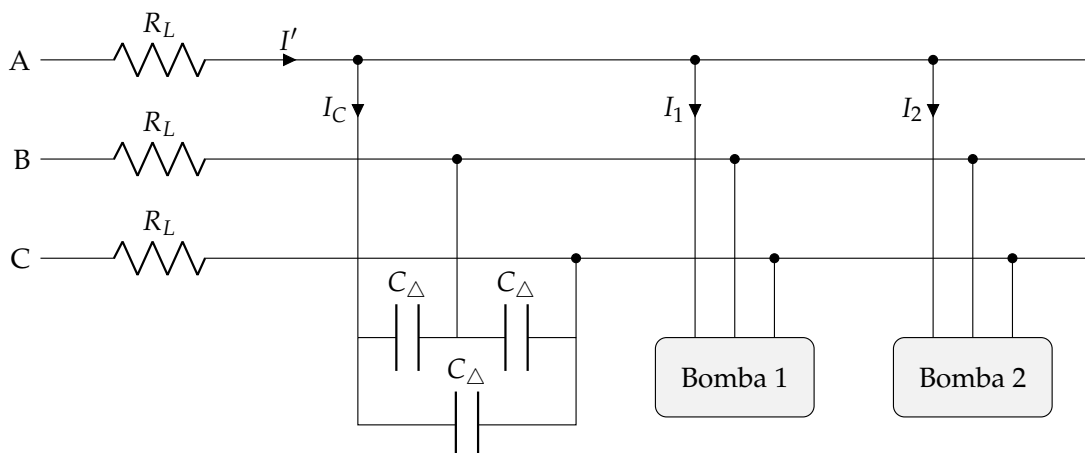 R_L
A
I′
I_C
I_1
I_2
R_L
B
R_L
C
C_△
C_△
C_△
Bomba 1
Bomba 2